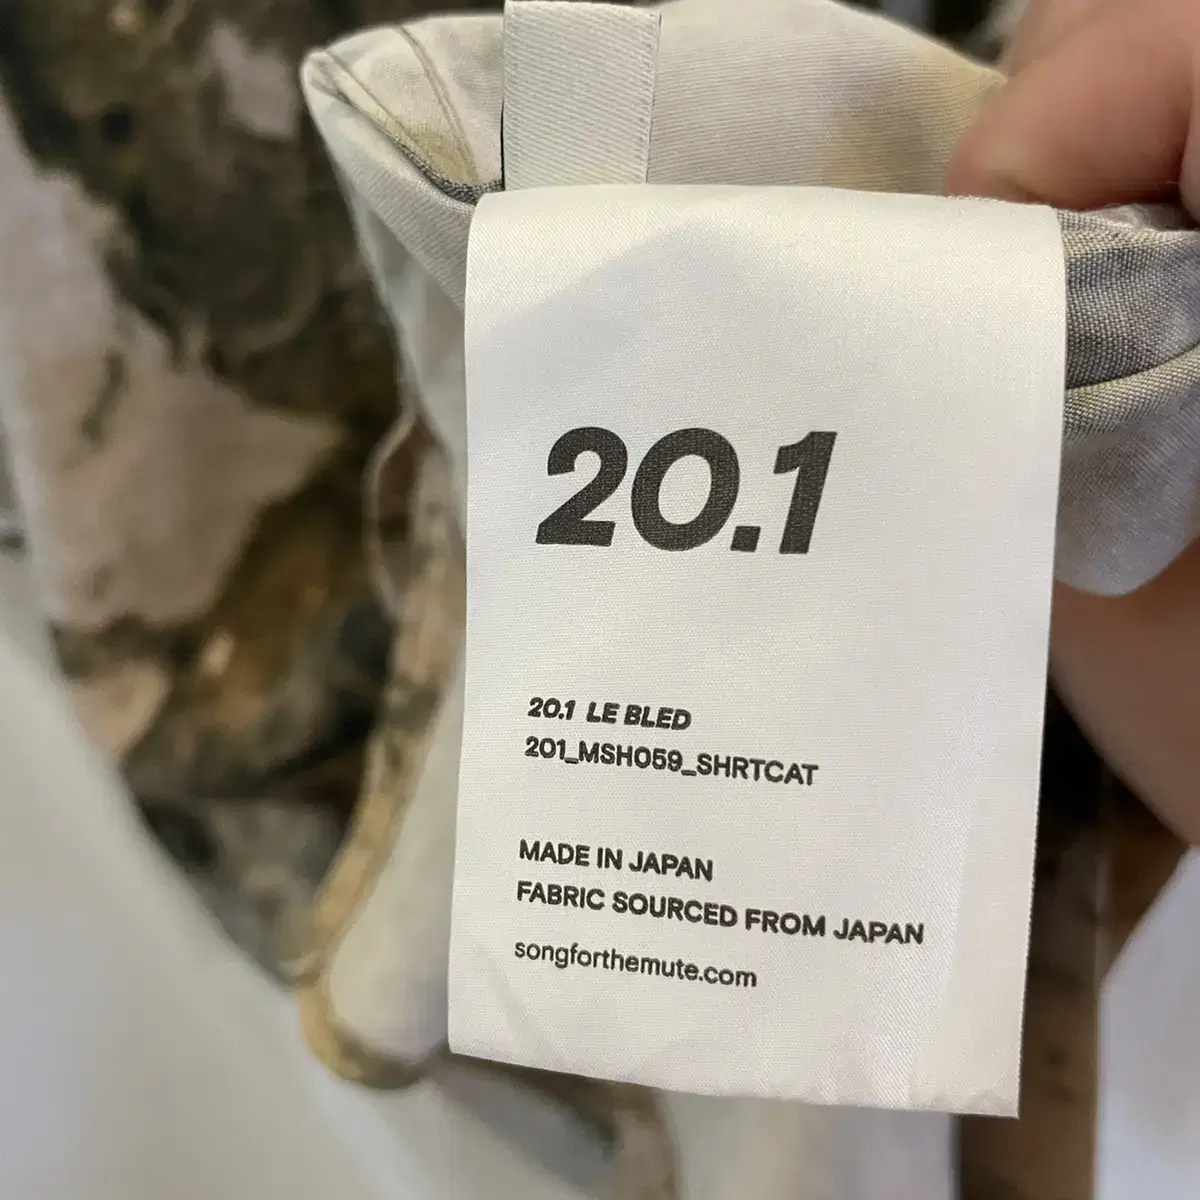 20.1
20.1 LE BLED
201_MSH059_SHRTCAT
MADE IN JAPAN
FABRIC SOURCED FROM JAPAN
songforthemute.com